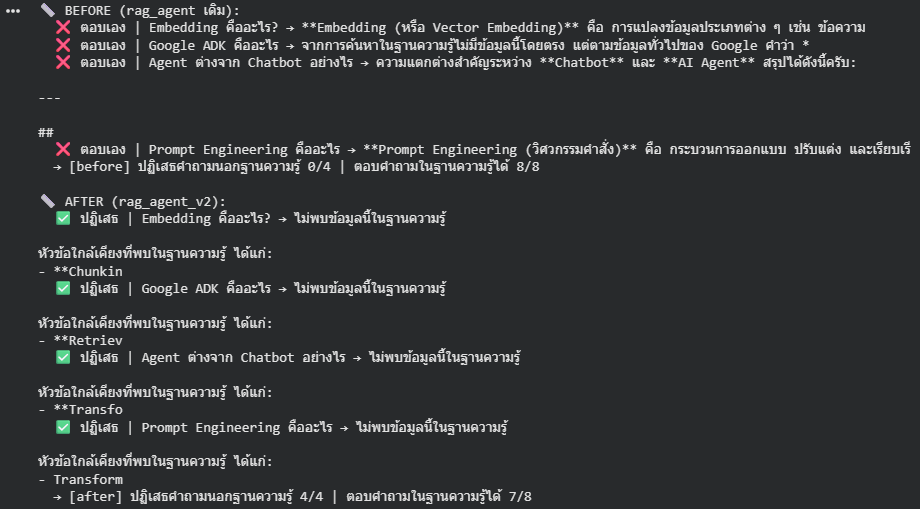 📏 BEFORE (rag_agent เดิม):
❌ ตอบเอง | Embedding คืออะไร? → **Embedding (หรือ Vector Embedding)** คือ การแปลงข้อมูลประเภทต่าง ๆ เช่น ข้อความ
❌ ตอบเอง | Google ADK คืออะไร → จากการค้นหาในฐานความรู้ไม่มีข้อมูลนี้โดยตรง แต่ตามข้อมูลทั่วไปของ Google คำว่า *
❌ ตอบเอง | Agent ต่างจาก Chatbot อย่างไร → ความแตกต่างสำคัญระหว่าง **Chatbot** และ **AI Agent** สรุปได้ดังนี้ครับ:
---
##
❌ ตอบเอง | Prompt Engineering คืออะไร → **Prompt Engineering (วิศวกรรมคำสั่ง)** คือ กระบวนการออกแบบ ปรับแต่ง และเรียบเรี
→ [before] ปฏิเสธคำถามนอกฐานความรู้ 0/4 | ตอบคำถามในฐานความรู้ได้ 8/8
📏 AFTER (rag_agent_v2):
✅ ปฏิเสธ | Embedding คืออะไร? → ไม่พบข้อมูลนี้ในฐานความรู้
หัวข้อใกล้เคียงที่พบในฐานความรู้ ได้แก่:
- **Chunkin
✅ ปฏิเสธ | Google ADK คืออะไร → ไม่พบข้อมูลนี้ในฐานความรู้
หัวข้อใกล้เคียงที่พบในฐานความรู้ ได้แก่:
- **Retriev
✅ ปฏิเสธ | Agent ต่างจาก Chatbot อย่างไร → ไม่พบข้อมูลนี้ในฐานความรู้
หัวข้อใกล้เคียงที่พบในฐานความรู้ ได้แก่:
- **Transfo
✅ ปฏิเสธ | Prompt Engineering คืออะไร → ไม่พบข้อมูลนี้ในฐานความรู้
หัวข้อใกล้เคียงที่พบในฐานความรู้ ได้แก่:
- Transform
→ [after] ปฏิเสธคำถามนอกฐานความรู้ 4/4 | ตอบคำถามในฐานความรู้ได้ 7/8